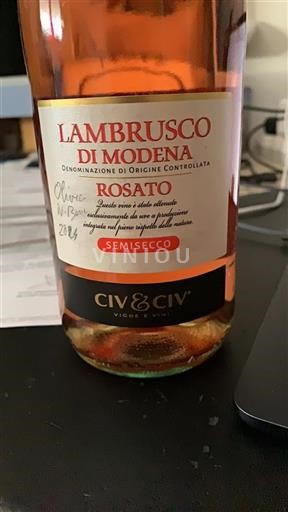 LAMBRUSCO
DI MODENA
DENOMINAZIONE DI ORIGINE CONTROLLATA
ROSATO
Questo vino è stato ottenuto
esclusivamente da uve a produzione
integrata nel pieno rispetto della natura.
SEMISECCO
VINIOU
CIV & CIV
VIGNE E VINI
Olivier